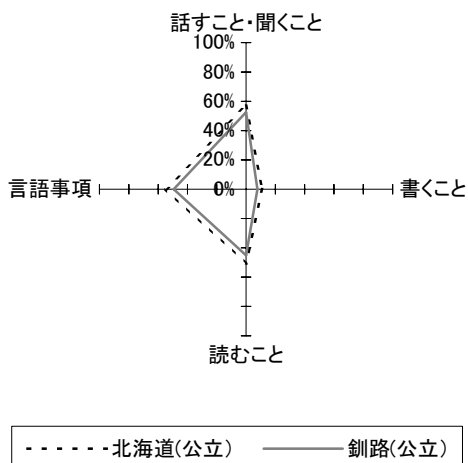 話すこと・聞くこと
100%
80%
60%
40%
20%
0%
言語事項
書くこと
読むこと
北海道(公立)
釧路(公立)